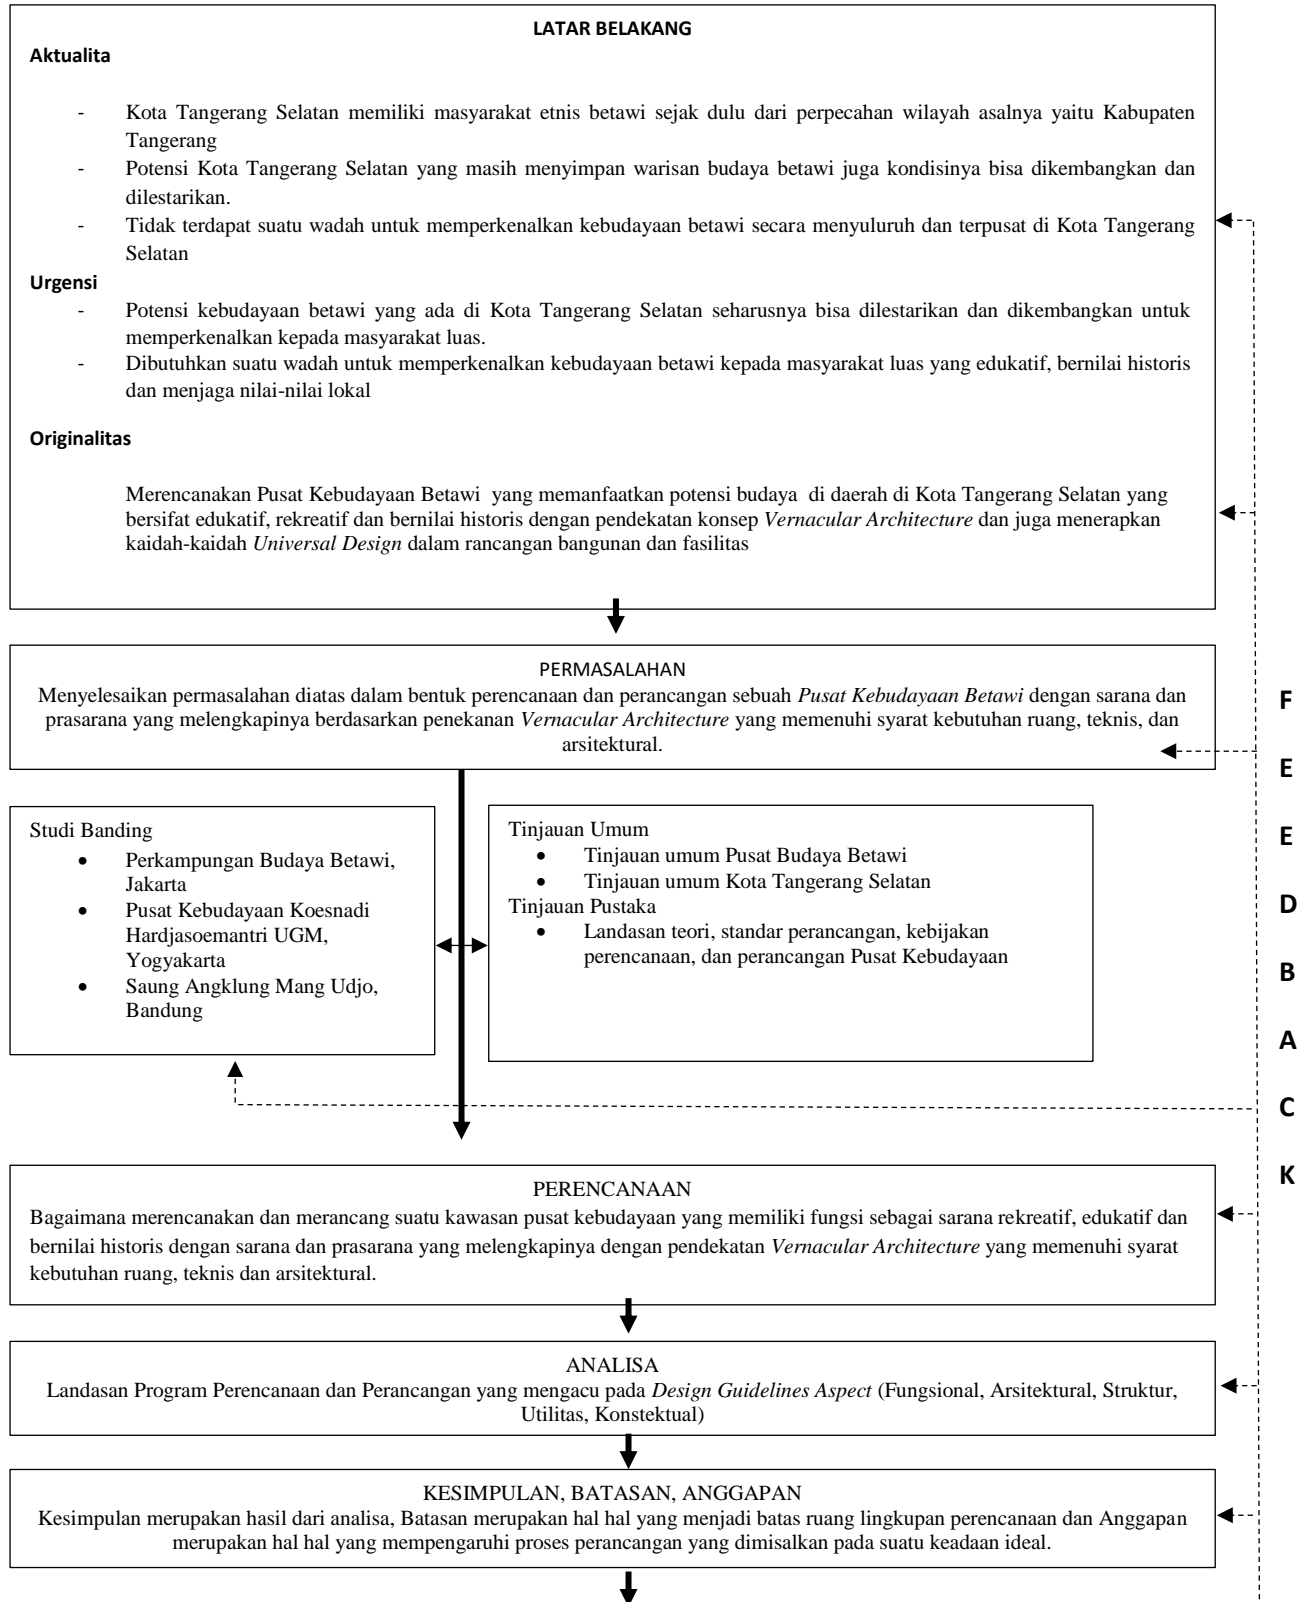 LATAR BELAKANG
Aktualita
- Kota Tangerang Selatan memiliki masyarakat etnis betawi sejak dulu dari perpecahan wilayah asalnya yaitu Kabupaten
Tangerang
- Potensi Kota Tangerang Selatan yang masih menyimpan warisan budaya betawi juga kondisinya bisa dikembangkan dan
dilestarikan.
- Tidak terdapat suatu wadah untuk memperkenalkan kebudayaan betawi secara menyuluruh dan terpusat di Kota Tangerang
Selatan
Urgensi
- Potensi kebudayaan betawi yang ada di Kota Tangerang Selatan seharusnya bisa dilestarikan dan dikembangkan untuk
memperkenalkan kepada masyarakat luas.
- Dibutuhkan suatu wadah untuk memperkenalkan kebudayaan betawi kepada masyarakat luas yang edukatif, bernilai historis
dan menjaga nilai-nilai lokal
Originalitas
Merencanakan Pusat Kebudayaan Betawi yang memanfaatkan potensi budaya di daerah di Kota Tangerang Selatan yang
bersifat edukatif, rekreatif dan bernilai historis dengan pendekatan konsep Vernacular Architecture dan juga menerapkan
kaidah-kaidah Universal Design dalam rancangan bangunan dan fasilitas
PERMASALAHAN
Menyelesaikan permasalahan diatas dalam bentuk perencanaan dan perancangan sebuah Pusat Kebudayaan Betawi dengan sarana dan
prasarana yang melengkapinya berdasarkan penekanan Vernacular Architecture yang memenuhi syarat kebutuhan ruang, teknis, dan
arsitektural.
Studi Banding
• Perkampungan Budaya Betawi,
Jakarta
• Pusat Kebudayaan Koesnadi
Hardjasoemantri UGM,
Yogyakarta
• Saung Angklung Mang Udjo,
Bandung
Tinjauan Umum
• Tinjauan umum Pusat Budaya Betawi
• Tinjauan umum Kota Tangerang Selatan
Tinjauan Pustaka
• Landasan teori, standar perancangan, kebijakan
perencanaan, dan perancangan Pusat Kebudayaan
PERENCANAAN
Bagaimana merencanakan dan merancang suatu kawasan pusat kebudayaan yang memiliki fungsi sebagai sarana rekreatif, edukatif dan
bernilai historis dengan sarana dan prasarana yang melengkapinya dengan pendekatan Vernacular Architecture yang memenuhi syarat
kebutuhan ruang, teknis dan arsitektural.
ANALISA
Landasan Program Perencanaan dan Perancangan yang mengacu pada Design Guidelines Aspect (Fungsional, Arsitektural, Struktur,
Utilitas, Konstektual)
KESIMPULAN, BATASAN, ANGGAPAN
Kesimpulan merupakan hasil dari analisa, Batasan merupakan hal hal yang menjadi batas ruang lingkupan perencanaan dan Anggapan
merupakan hal hal yang mempengaruhi proses perancangan yang dimisalkan pada suatu keadaan ideal.
F
E
E
D
B
A
C
K